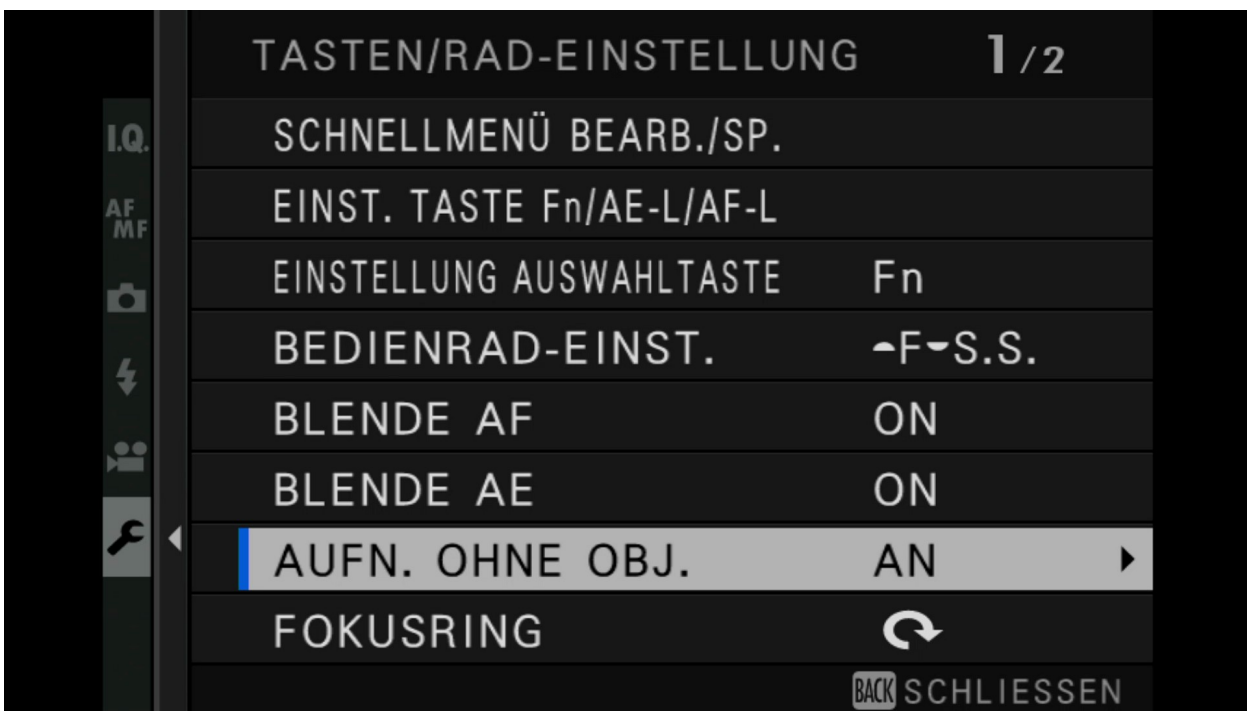 TASTEN/RAD-EINSTELLUNG 1/2
I.Q.
SCHNELLMENÜ BEARB./SP.
AF MF
EINST. TASTE Fn/AE-L/AF-L
EINSTELLUNG AUSWAHLTASTE Fn
BEDIENRAD-EINST. F S.S.
BLENDE AF ON
BLENDE AE ON
AUFN. OHNE OBJ. AN
FOKUSRING
BACK SCHLIESSEN